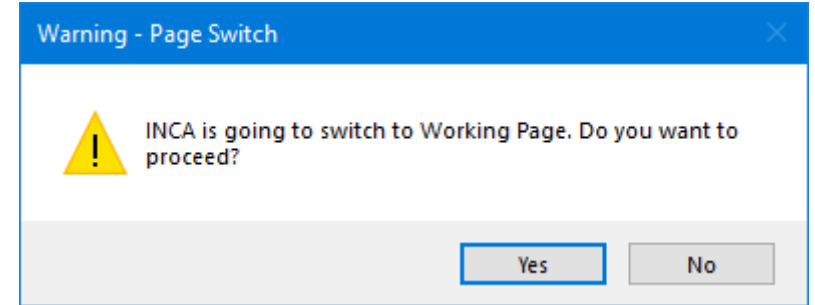 Warning - Page Switch
INCA is going to switch to Working Page. Do you want to
proceed?
Yes No